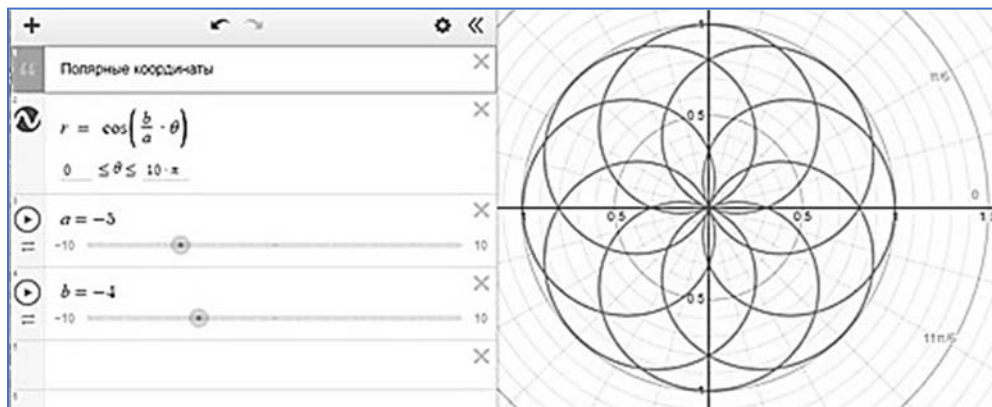 Полярные координаты
r = cos(b/a · θ)
0 ≤ θ ≤ 10 · π
a = −5
−10 10
b = −4
−10 10
1
π/6
0.5
0
1 0.5 0.5 1
0.5
11π/6
1